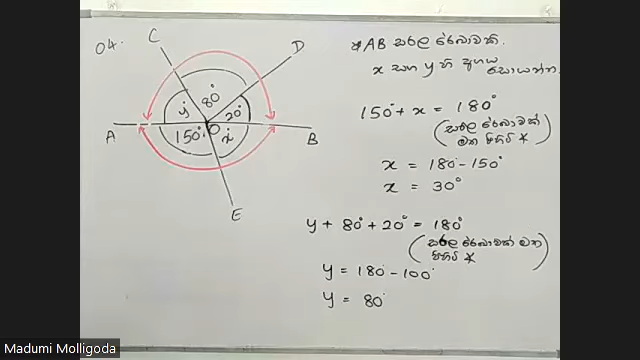 04.
C
D
A
B
E
O
y
80°
20°
150°
x
* AB සරල රේඛාවකි.
x සහ y හි අගය
සොයන්න.
150° + x = 180°
(සරල රේඛාවක්
මත පිහිටි *)
x = 180 - 150°
x = 30°
y + 80° + 20° = 180°
(සරල රේඛාවක් මත
පිහිටි *)
y = 180 - 100°
y = 80°
Madumi Molligoda